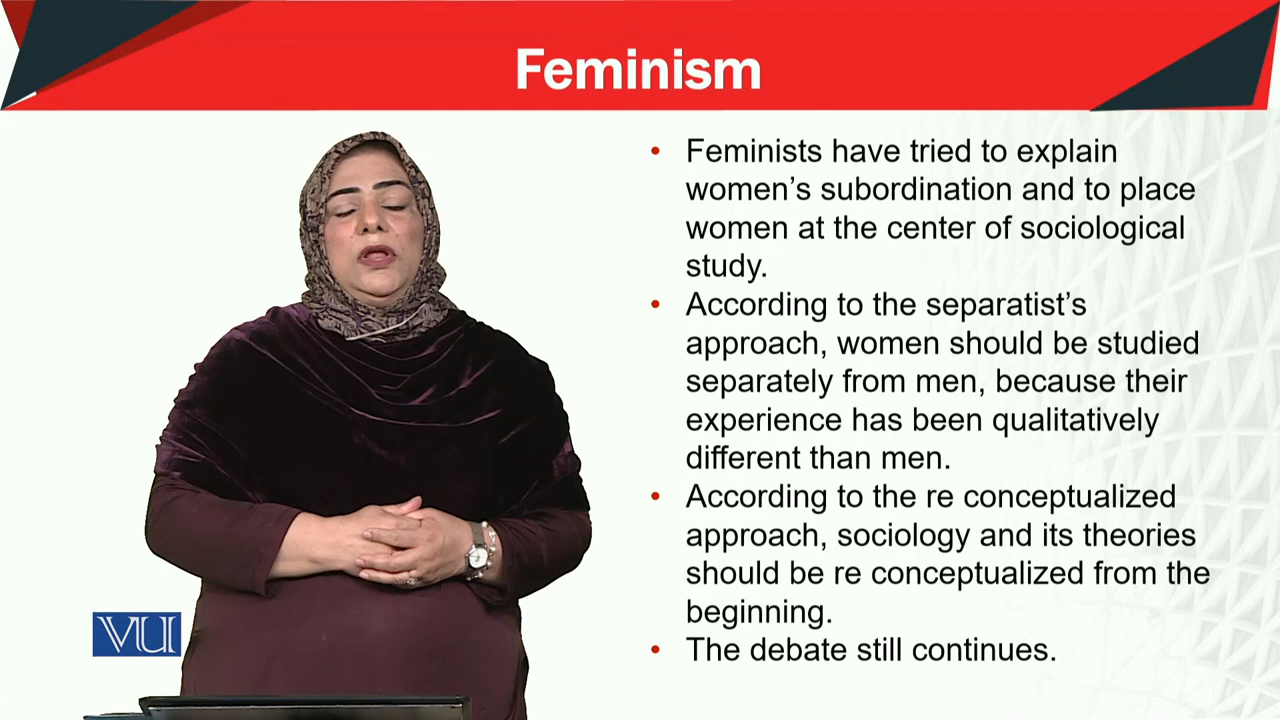 Feminism
• Feminists have tried to explain
women's subordination and to place
women at the center of sociological
study.
• According to the separatist's
approach, women should be studied
separately from men, because their
experience has been qualitatively
different than men.
• According to the re conceptualized
approach, sociology and its theories
should be re conceptualized from the
beginning.
• The debate still continues.
VU